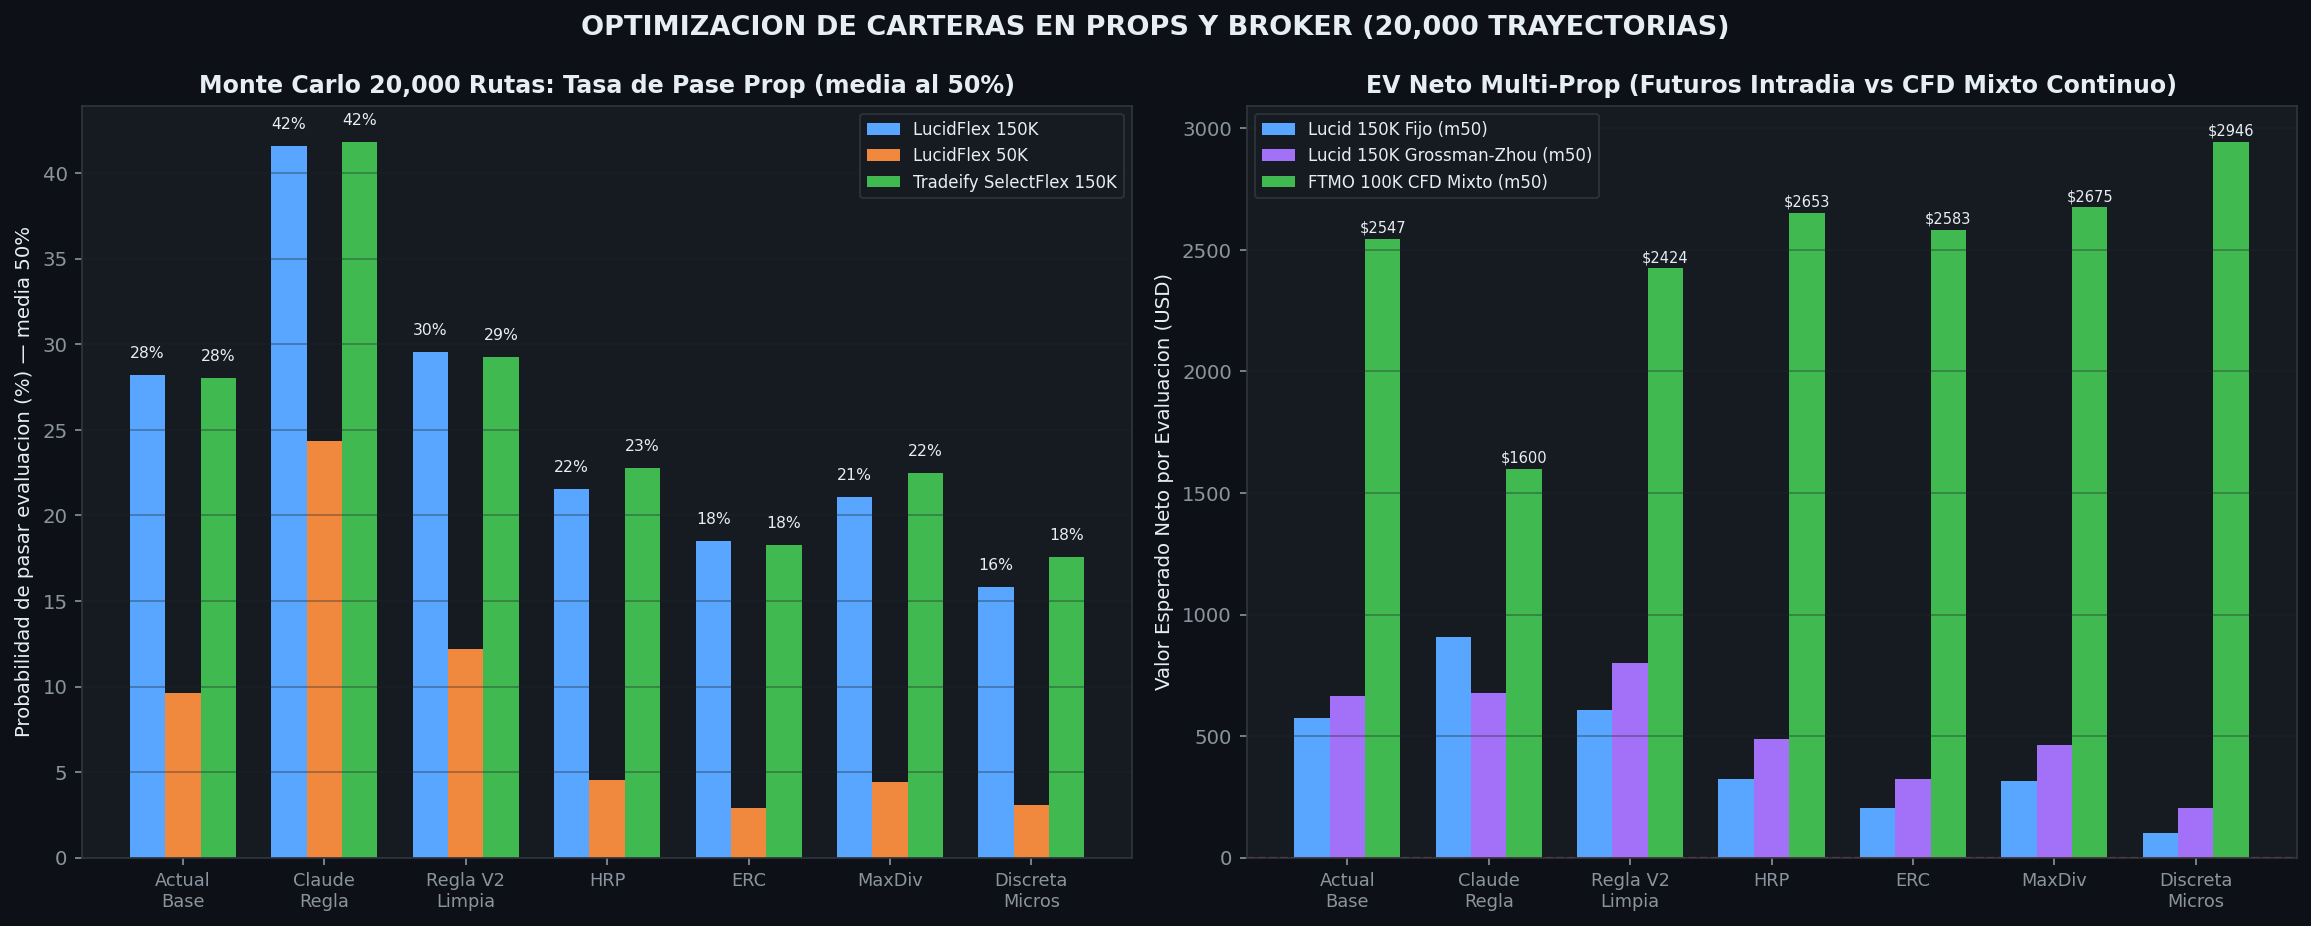 OPTIMIZACION DE CARTERAS EN PROPS Y BROKER (20,000 TRAYECTORIAS)
Monte Carlo 20,000 Rutas: Tasa de Pase Prop (media al 50%)
Probabilidad de pasar evaluacion (%) — media 50%
40
35
30
25
20
15
10
5
0
LucidFlex 150K
LucidFlex 50K
Tradeify SelectFlex 150K
28%
28%
42%
42%
30%
29%
22%
23%
18%
18%
21%
22%
16%
18%
Actual
Base
Claude
Regla
Regla V2
Limpia
HRP
ERC
MaxDiv
Discreta
Micros
EV Neto Multi-Prop (Futuros Intradia vs CFD Mixto Continuo)
Valor Esperado Neto por Evaluacion (USD)
3000
2500
2000
1500
1000
500
0
Lucid 150K Fijo (m50)
Lucid 150K Grossman-Zhou (m50)
FTMO 100K CFD Mixto (m50)
$2547
$1600
$2424
$2653
$2583
$2675
$2946
Actual
Base
Claude
Regla
Regla V2
Limpia
HRP
ERC
MaxDiv
Discreta
Micros